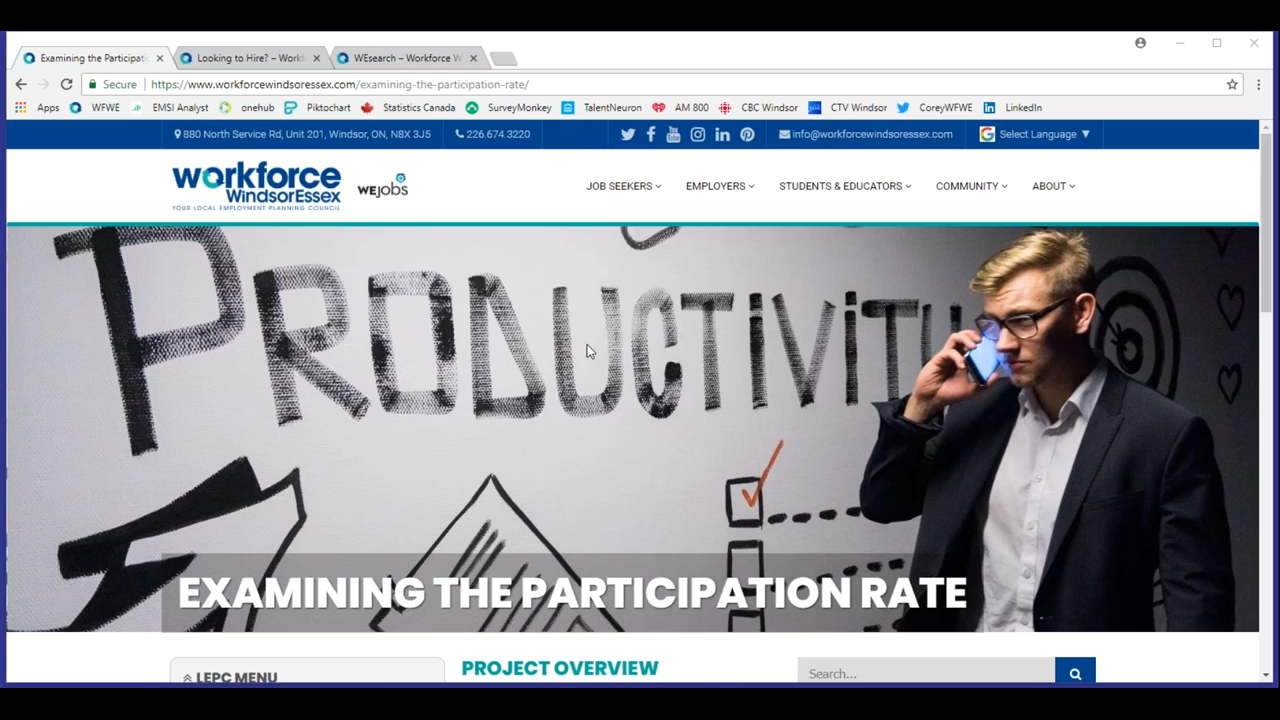 Examining the Participati
Looking to Hire? – Workf
WEsearch – Workforce W
Secure
https://www.workforcewindsoressex.com/examining-the-participation-rate/
Apps
WFWE
EMSI Analyst
onehub
Piktochart
Statistics Canada
SurveyMonkey
TalentNeuron
AM 800
CBC Windsor
CTV Windsor
CoreyWFWE
LinkedIn
880 North Service Rd, Unit 201, Windsor, ON, N8X 3J5
226.674.3220
info@workforcewindsoressex.com
Select Language ▼
workforce
WindsorEssex
YOUR LOCAL EMPLOYMENT PLANNING COUNCIL
WEjobs
JOB SEEKERS
EMPLOYERS
STUDENTS & EDUCATORS
COMMUNITY
ABOUT
PRODUCTIVITY
EXAMINING THE PARTICIPATION RATE
LEPC MENU
PROJECT OVERVIEW
Search...